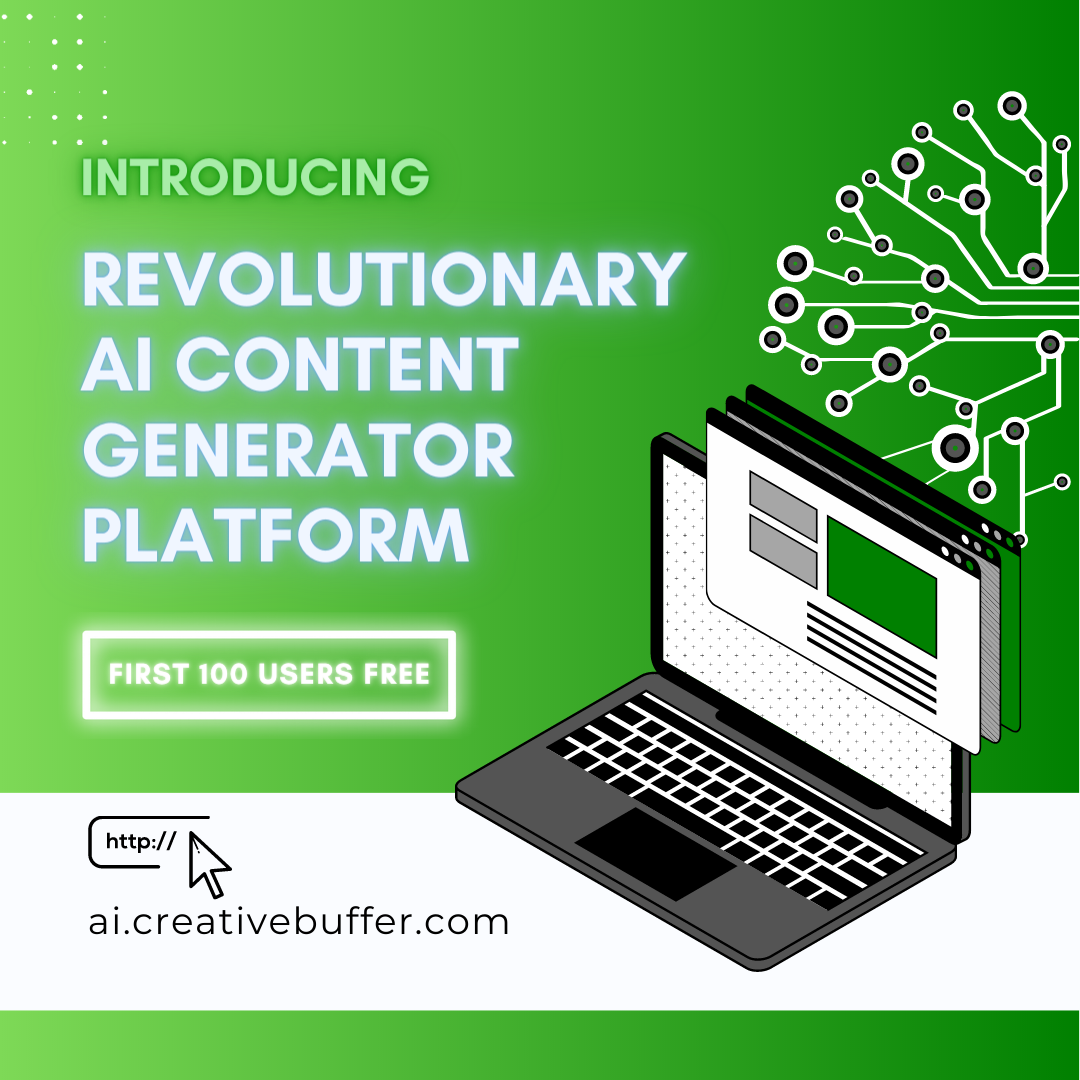 INTRODUCING
REVOLUTIONARY
AI CONTENT
GENERATOR
PLATFORM
FIRST 100 USERS FREE
http://
ai.creativebuffer.com